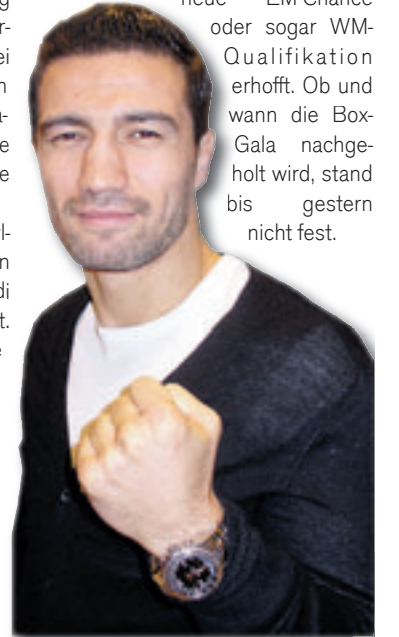 neue EM-Chance
oder sogar WM-
Qualifikation
erhofft. Ob und
wann die Box-
Gala nachge-
holt wird, stand
bis gestern
nicht fest.